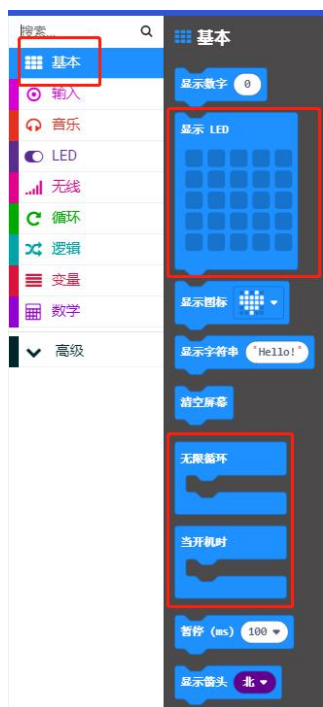 搜索...
基本
输入
音乐
LED
无线
循环
逻辑
变量
数学
高级
基本
显示数字 0
显示 LED
显示图标
显示字符串 "Hello!"
清空屏幕
无限循环
当开机时
暂停 (ms) 100
显示箭头 北